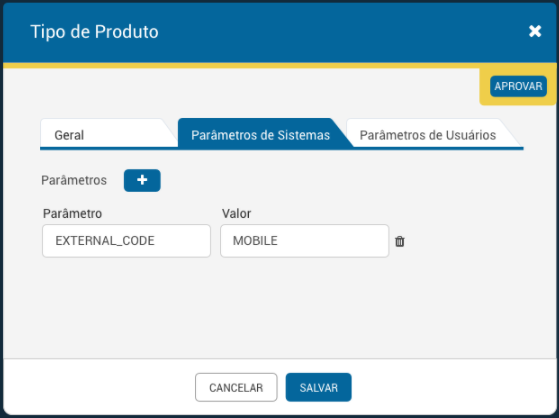 Tipo de Produto
APROVAR
Geral Parâmetros de Sistemas Parâmetros de Usuários
Parâmetros +
Parâmetro Valor
EXTERNAL_CODE MOBILE
CANCELAR SALVAR